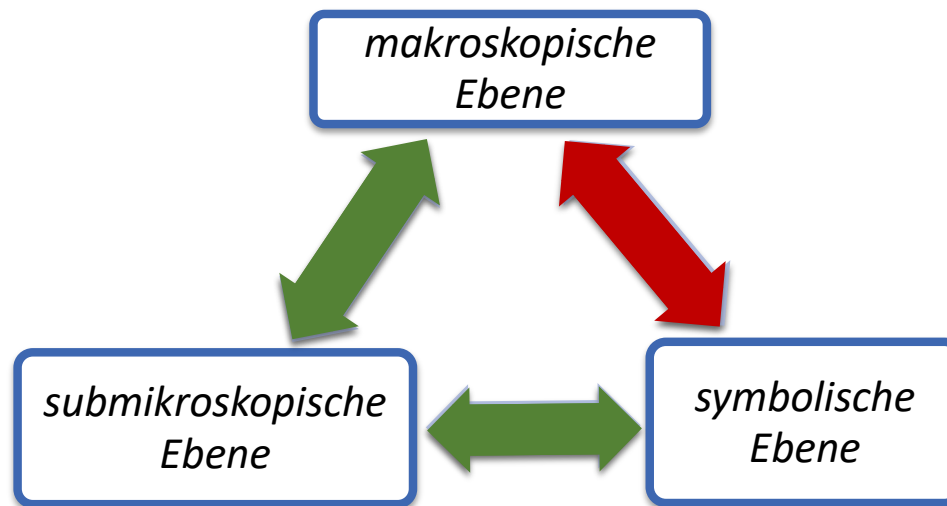 makroskopische
Ebene
submikroskopische
Ebene
symbolische
Ebene